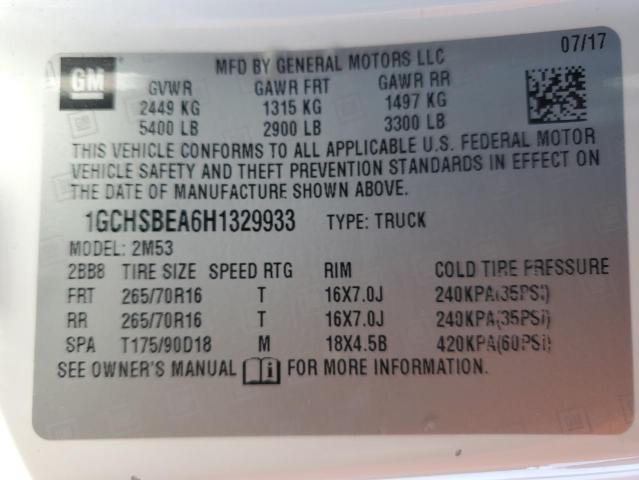 GM
MFD BY GENERAL MOTORS LLC 07/17
GVWR GAWR FRT GAWR RR
2449 KG 1315 KG 1497 KG
5400 LB 2900 LB 3300 LB
THIS VEHICLE CONFORMS TO ALL APPLICABLE U.S. FEDERAL MOTOR
VEHICLE SAFETY AND THEFT PREVENTION STANDARDS IN EFFECT ON
THE DATE OF MANUFACTURE SHOWN ABOVE.
1GCHSBEA6H1329933 TYPE: TRUCK
MODEL: 2M53
2BB8 TIRE SIZE SPEED RTG RIM COLD TIRE PRESSURE
FRT 265/70R16 T 16X7.0J 240KPA(35PSI)
RR 265/70R16 T 16X7.0J 240KPA(35PSI)
SPA T175/90D18 M 18X4.5B 420KPA(60PSI)
SEE OWNER'S MANUAL FOR MORE INFORMATION.